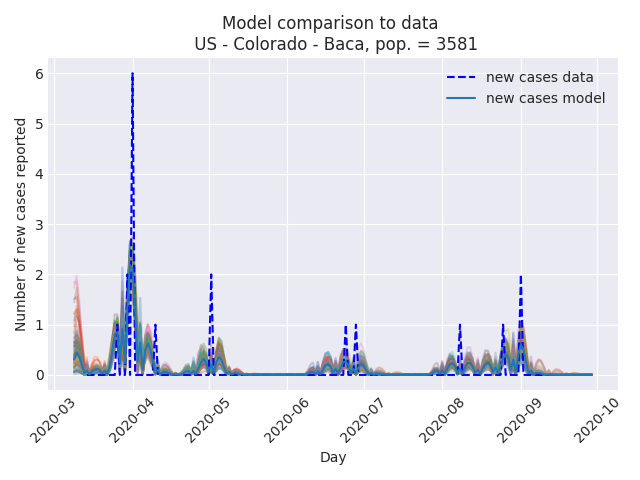 Model comparison to data
US - Colorado - Baca, pop. = 3581
new cases data
new cases model
Number of new cases reported
6
5
4
3
2
1
0
2020-03
2020-04
2020-05
2020-06
2020-07
2020-08
2020-09
2020-10
Day